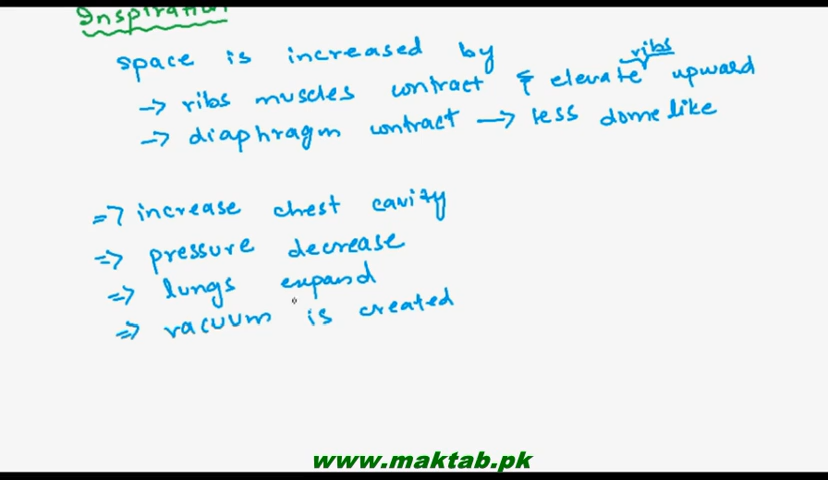 Inspiration
space is increased by
→ ribs muscles contract & elevate ribs upward
→ diaphragm contract → less dome like
⇒ increase chest cavity
⇒ pressure decrease
⇒ lungs expand
⇒ vacuum is created
www.maktab.pk